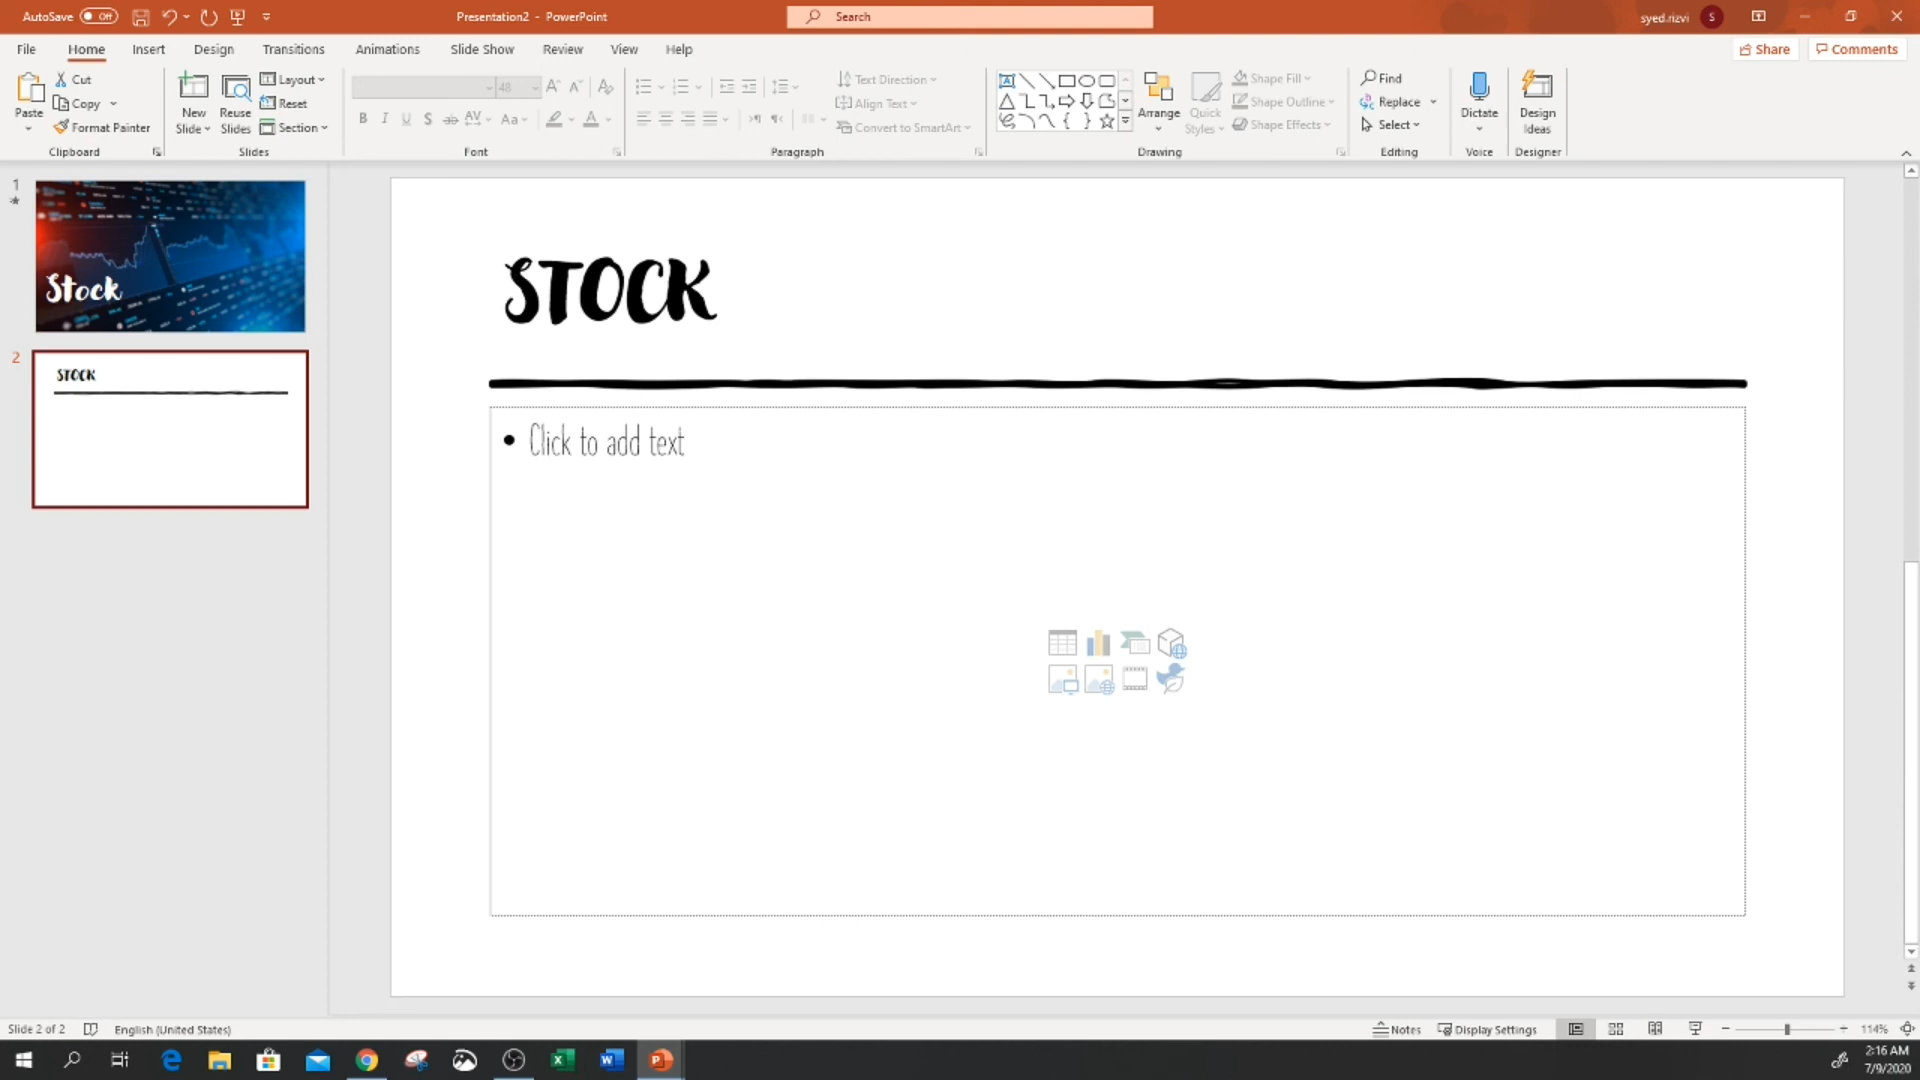 AutoSave Off
Presentation2 - PowerPoint
Search
syed.rizvi
S
File Home Insert Design Transitions Animations Slide Show Review View Help
Share
Comments
Paste
Cut
Copy
Format Painter
Clipboard
New Slide
Reuse Slides
Layout
Reset
Section
Slides
48
B I U S ab AV Aa A
Font
Text Direction
Align Text
Convert to SmartArt
Paragraph
Arrange
Quick Styles
Shape Fill
Shape Outline
Shape Effects
Drawing
Find
Replace
Select
Editing
Dictate
Voice
Design Ideas
Designer
1
Stock
2
STOCK
STOCK
• Click to add text
Slide 2 of 2
English (United States)
Notes
Display Settings
114%
2:16 AM
7/9/2020